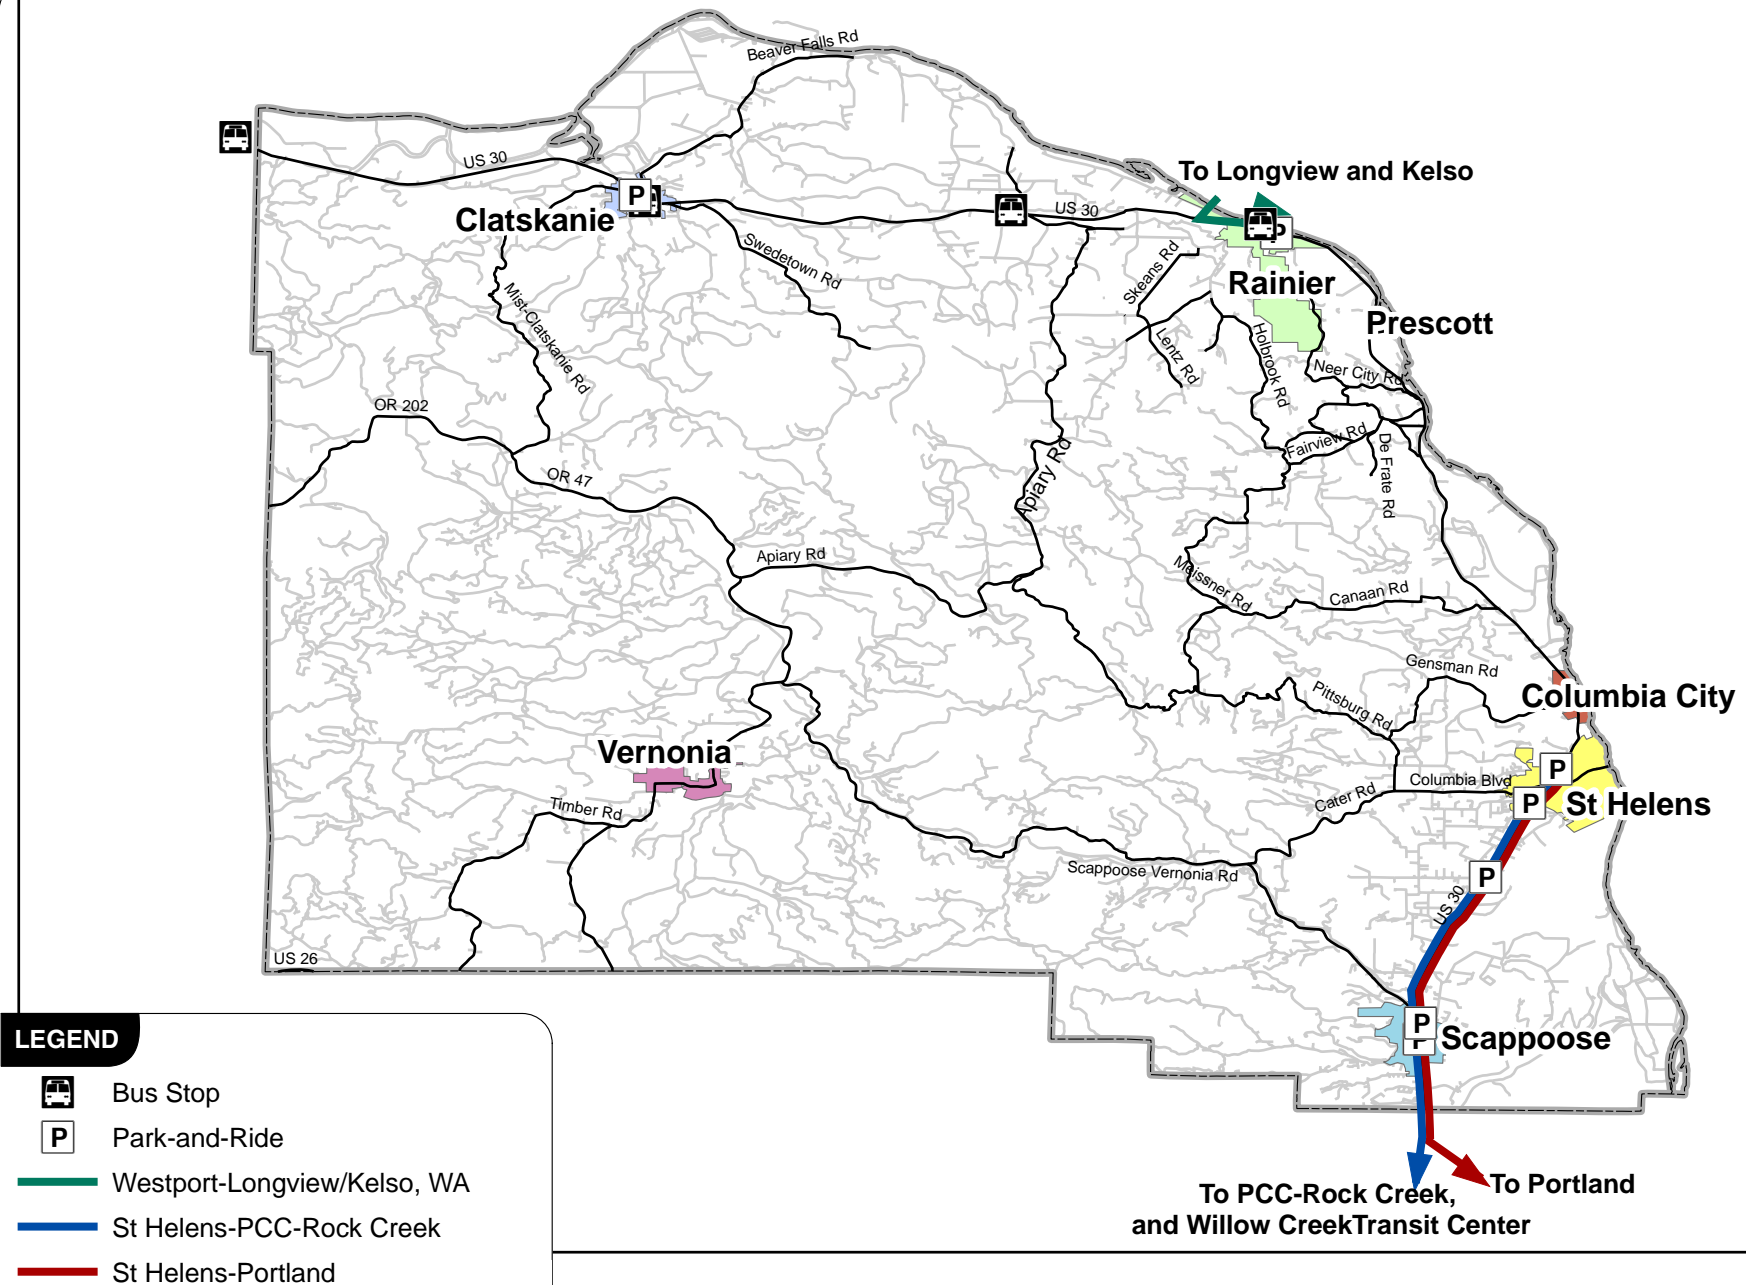 Beaver Falls Rd
US 30
To Longview and Kelso
P
Clatskanie
US 30
P
Swedetown Rd
Skeans Rd
Rainier
Mist-Clatskanie Rd
Prescott
Lentz Rd
Holbrook Rd
Neer City Rd
OR 202
Fairview Rd
De Frate Rd
OR 47
Apiary Rd
Apiary Rd
Meissner Rd
Canaan Rd
Gensman Rd
Pittsburg Rd
Columbia City
Vernonia
P
Columbia Blvd
Cater Rd
P
St Helens
Timber Rd
Scappoose Vernonia Rd
P
US 30
US 26
P
P
Scappoose
To PCC-Rock Creek,
and Willow CreekTransit Center
To Portland
LEGEND
Bus Stop
P Park-and-Ride
Westport-Longview/Kelso, WA
St Helens-PCC-Rock Creek
St Helens-Portland